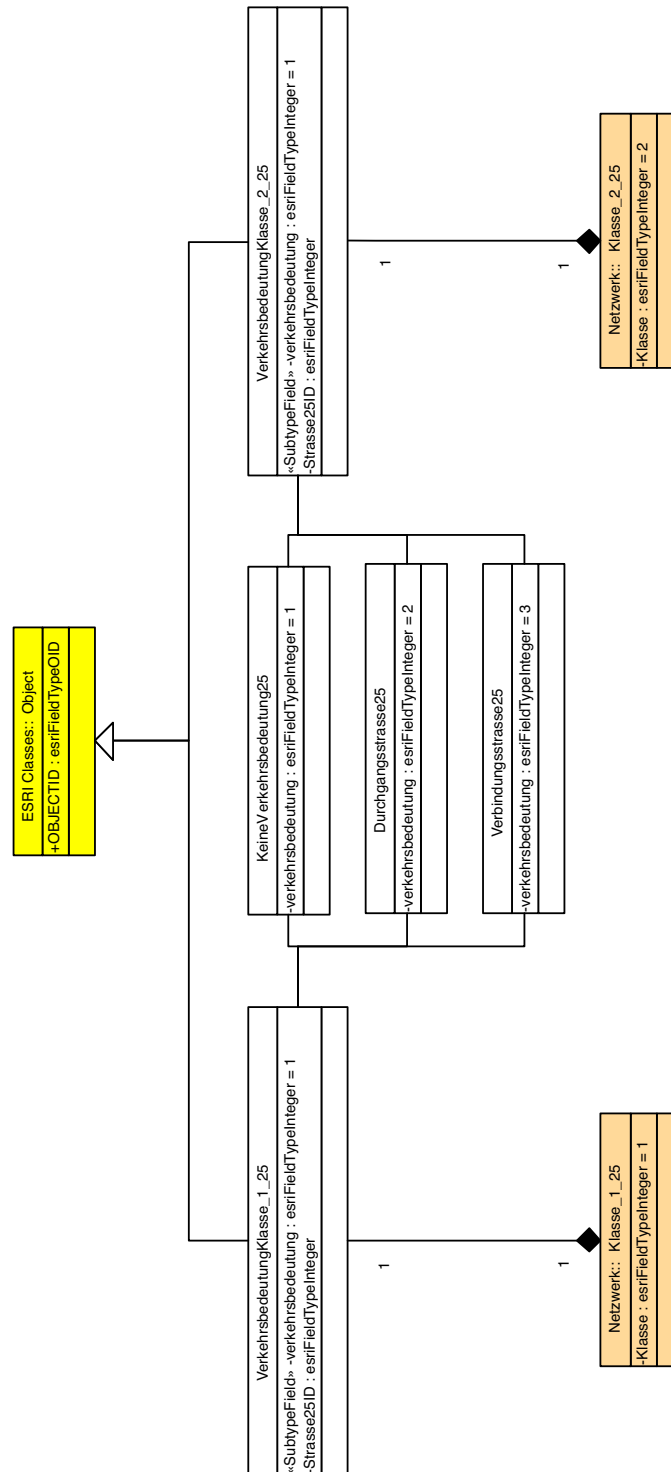 ESRI Classes:: Object
+OBJECTID : esriFieldTypeOID
VerkehrsbedeutungKlasse_1_25
«SubtypeField» -verkehrsbedeutung : esriFieldTypeInteger = 1
-Strasse25ID : esriFieldTypeInteger
KeineVerkehrsbedeutung25
-verkehrsbedeutung : esriFieldTypeInteger = 1
VerkehrsbedeutungKlasse_2_25
«SubtypeField» -verkehrsbedeutung : esriFieldTypeInteger = 1
-Strasse25ID : esriFieldTypeInteger
Durchgangsstrasse25
-verkehrsbedeutung : esriFieldTypeInteger = 2
Verbindungsstrasse25
-verkehrsbedeutung : esriFieldTypeInteger = 3
1
1
1
1
Netzwerk:: Klasse_1_25
-Klasse : esriFieldTypeInteger = 1
Netzwerk:: Klasse_2_25
-Klasse : esriFieldTypeInteger = 2